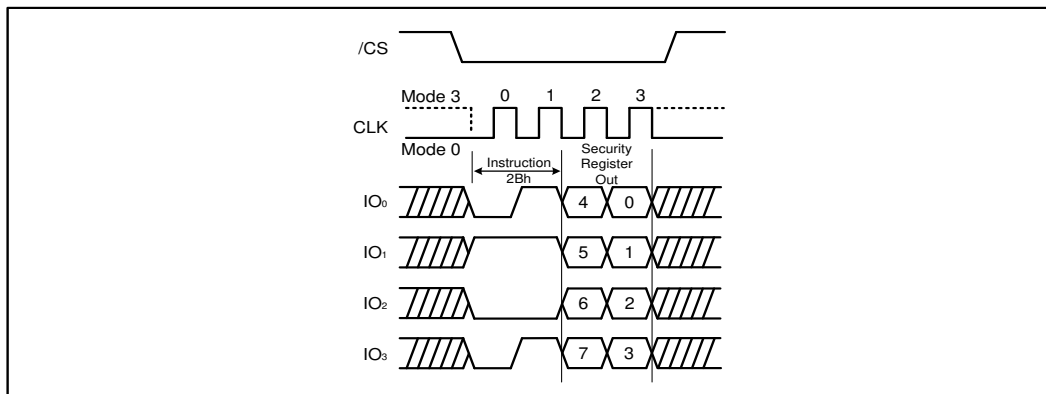 /CS
Mode 3 0 1 2 3
CLK
Mode 0
Instruction
2Bh
Security
Register
Out
IO₀ 4 0
IO₁ 5 1
IO₂ 6 2
IO₃ 7 3